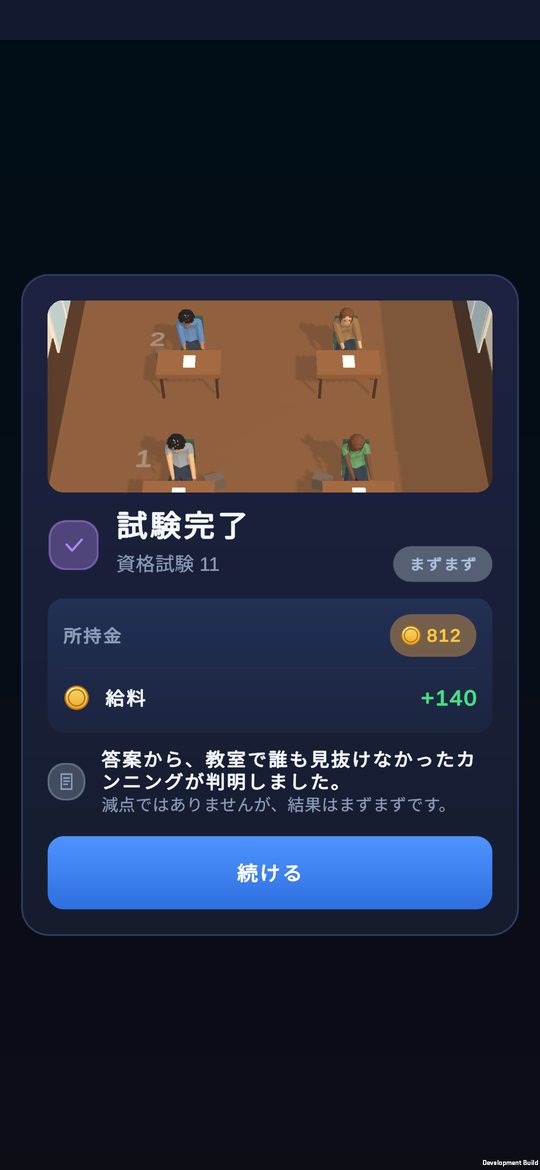 2
1
試験完了
資格試験 11
まずまず
所持金
812
給料
+140
答案から、教室で誰も見抜けなかったカ
ンニングが判明しました。
減点ではありませんが、結果はまずまずです。
続ける
Development Build